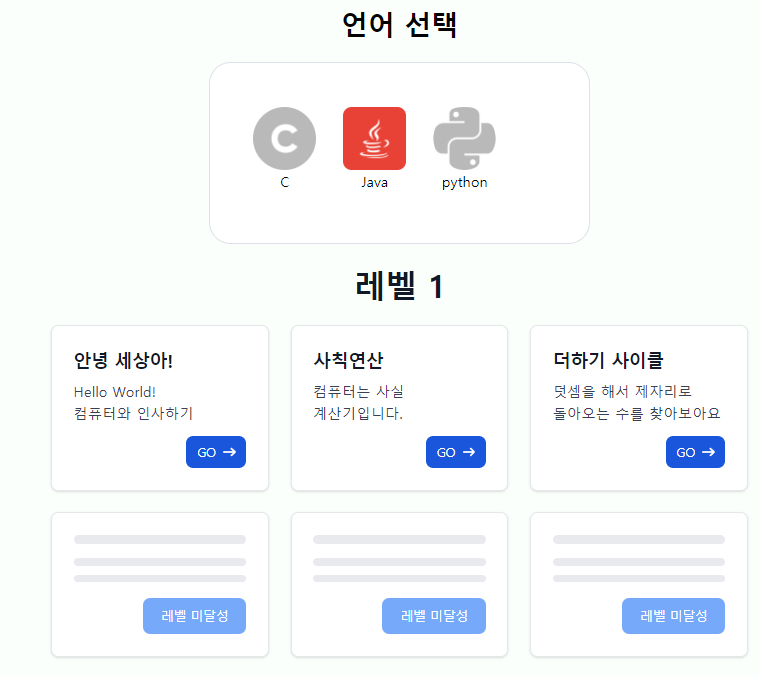 언어 선택
C
C Java python
레벨 1
안녕 세상아!
Hello World!
컴퓨터와 인사하기
GO →
사칙연산
컴퓨터는 사실
계산기입니다.
GO →
더하기 사이클
덧셈을 해서 제자리로
돌아오는 수를 찾아보아요
GO →
레벨 미달성
레벨 미달성
레벨 미달성